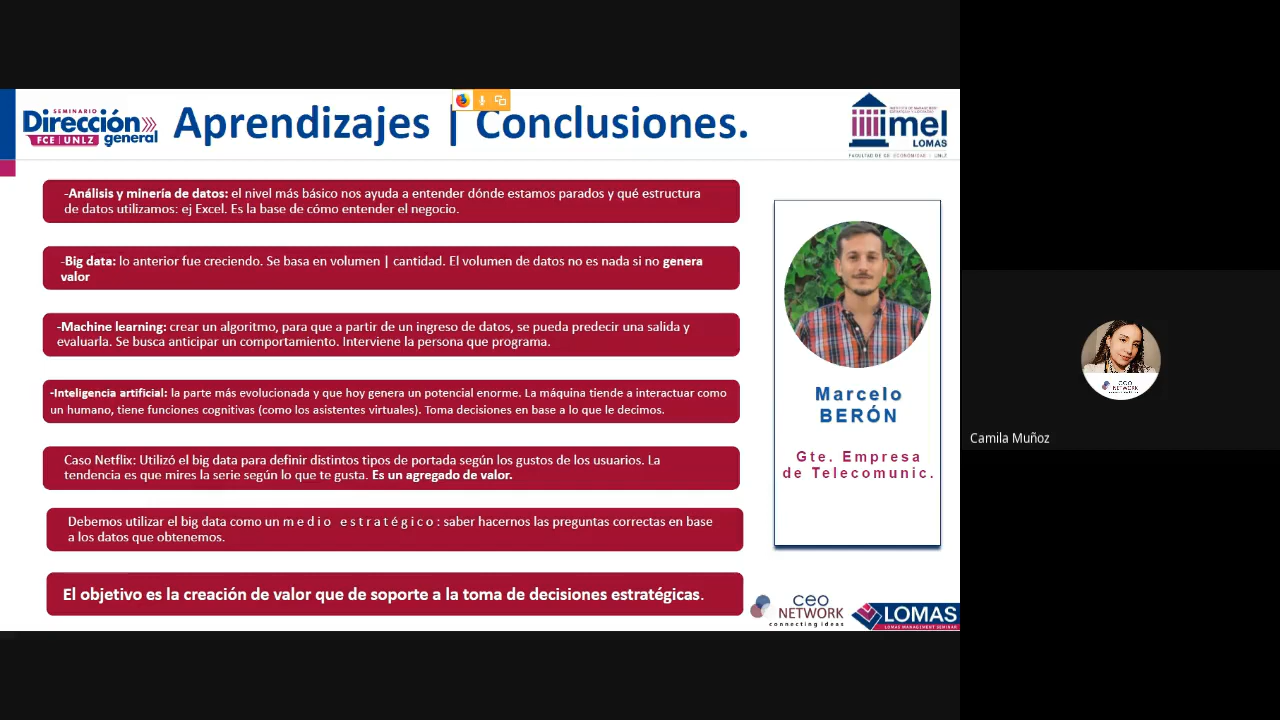 SEMINARIO
Dirección
general
FCE | UNLZ
Aprendizajes | Conclusiones.
imel
LOMAS
-Análisis y minería de datos: el nivel más básico nos ayuda a entender dónde estamos parados y qué estructura
de datos utilizamos: ej Excel. Es la base de cómo entender el negocio.
-Big data: lo anterior fue creciendo. Se basa en volumen | cantidad. El volumen de datos no es nada si no genera
valor
-Machine learning: crear un algoritmo, para que a partir de un ingreso de datos, se pueda predecir una salida y
evaluarla. Se busca anticipar un comportamiento. Interviene la persona que programa.
-Inteligencia artificial: la parte más evolucionada y que hoy genera un potencial enorme. La máquina tiende a interactuar como
un humano, tiene funciones cognitivas (como los asistentes virtuales). Toma decisiones en base a lo que le decimos.
Caso Netflix: Utilizó el big data para definir distintos tipos de portada según los gustos de los usuarios. La
tendencia es que mires la serie según lo que te gusta. Es un agregado de valor.
Debemos utilizar el big data como un m e d i o e s t r a t é g i c o : saber hacernos las preguntas correctas en base
a los datos que obtenemos.
El objetivo es la creación de valor que de soporte a la toma de decisiones estratégicas.
Marcelo
BERÓN
Gte. Empresa
de Telecomunic.
ceo
NETWORK
connecting ideas
LOMAS
LOMAS MANAGEMENT SEMINAR
ceo
NETWORK
Camila Muñoz